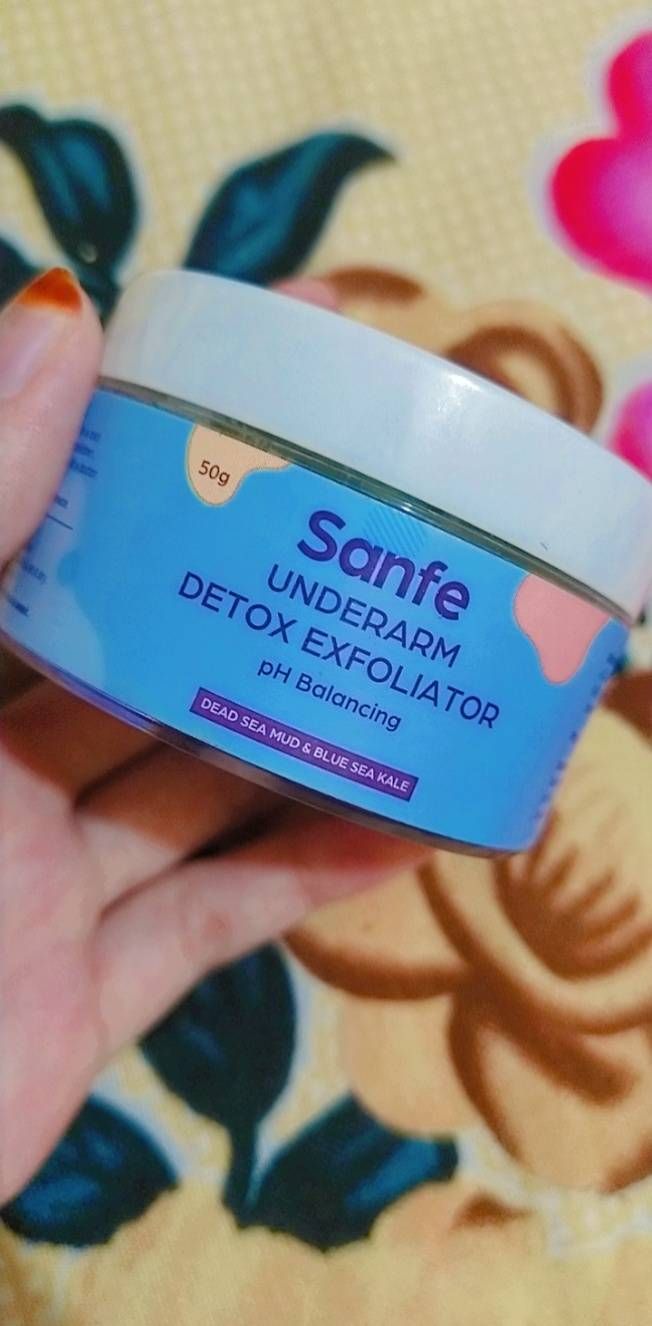 50g
Sanfe
UNDERARM
DETOX EXFOLIATOR
pH Balancing
DEAD SEA MUD & BLUE SEA KALE